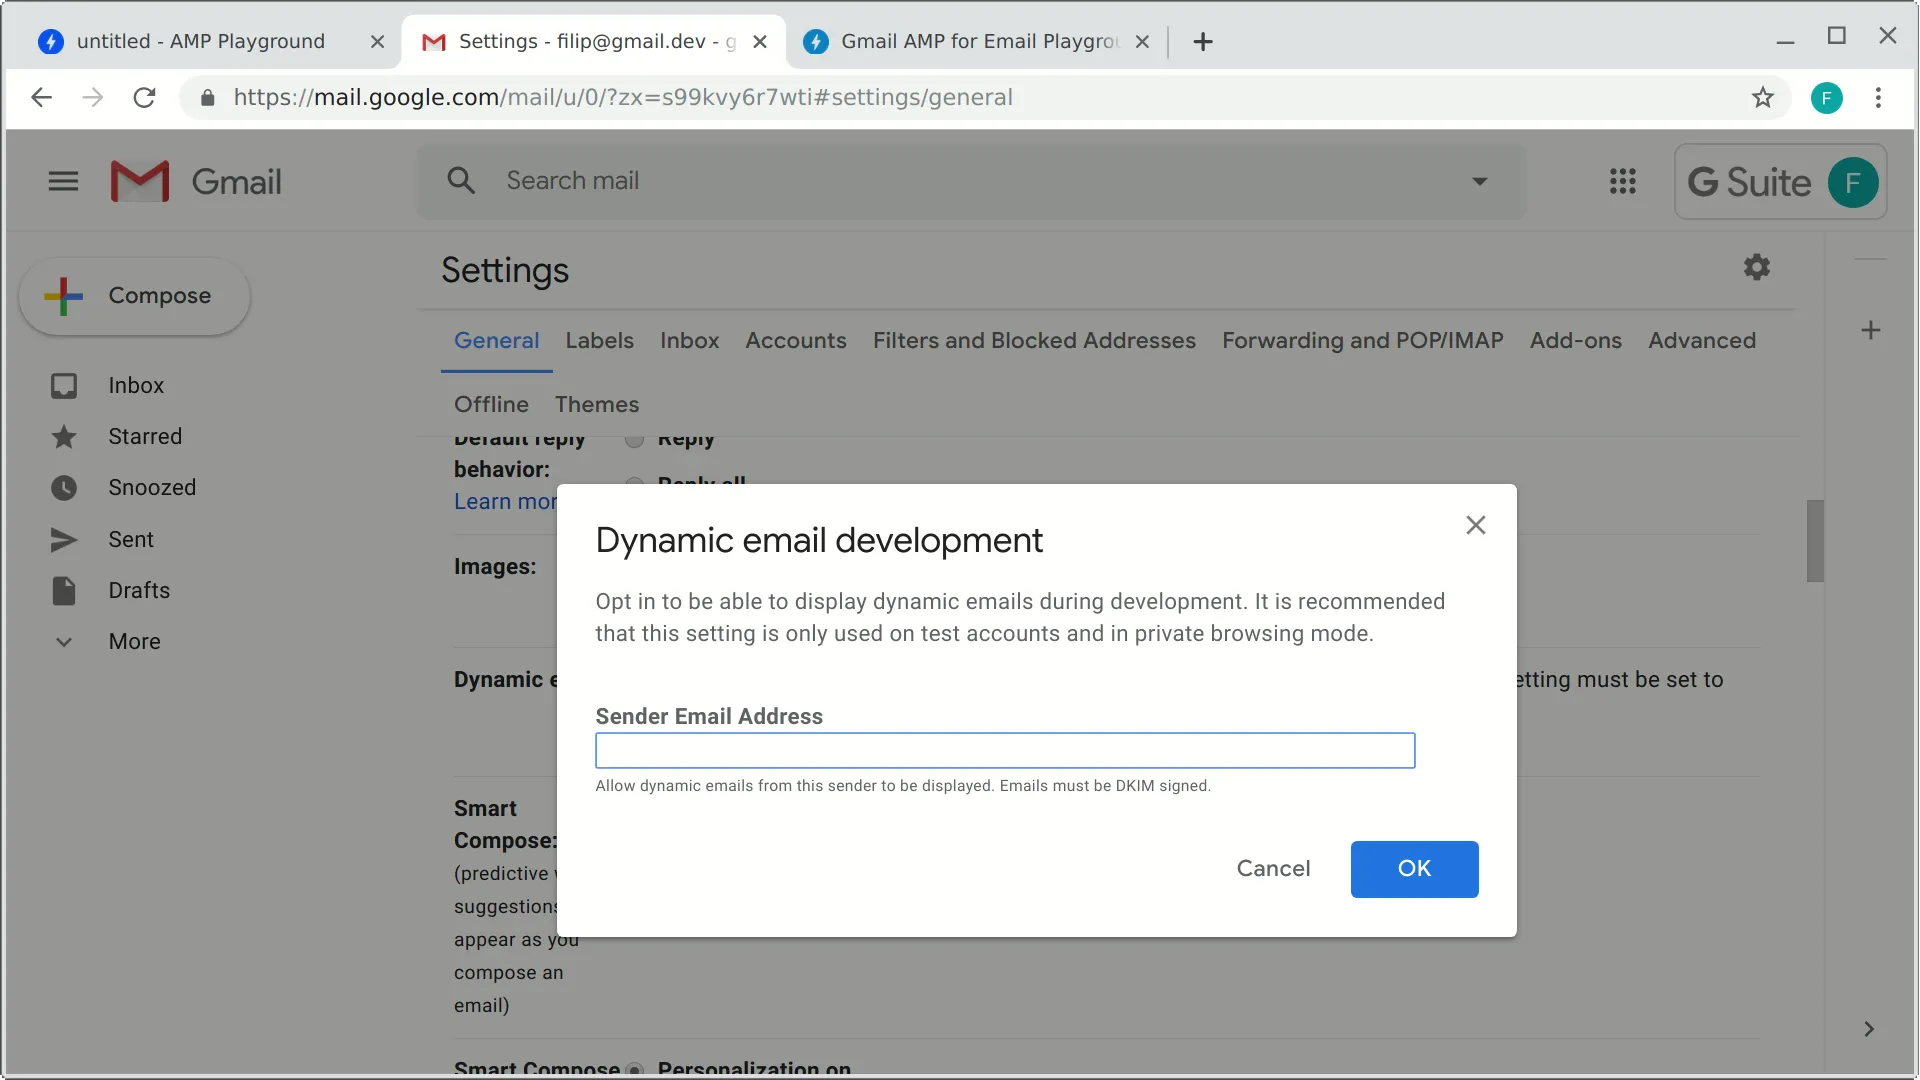 untitled - AMP Playground
Settings - filip@gmail.dev - g
Gmail AMP for Email Playgrou
https://mail.google.com/mail/u/0/?zx=s99kvy6r7wti#settings/general
F
Gmail
Search mail
G Suite
F
Compose
Inbox
Starred
Snoozed
Sent
Drafts
More
Settings
General Labels Inbox Accounts Filters and Blocked Addresses Forwarding and POP/IMAP Add-ons Advanced
Offline Themes
Default reply
behavior:
Learn mor
Reply
Reply all
Images:
Dynamic e
etting must be set to
Smart
Compose:
(predictive w
suggestions
appear as you
compose an
email)
Smart Compose
Personalization on
Dynamic email development
Opt in to be able to display dynamic emails during development. It is recommended
that this setting is only used on test accounts and in private browsing mode.
Sender Email Address
Allow dynamic emails from this sender to be displayed. Emails must be DKIM signed.
Cancel
OK